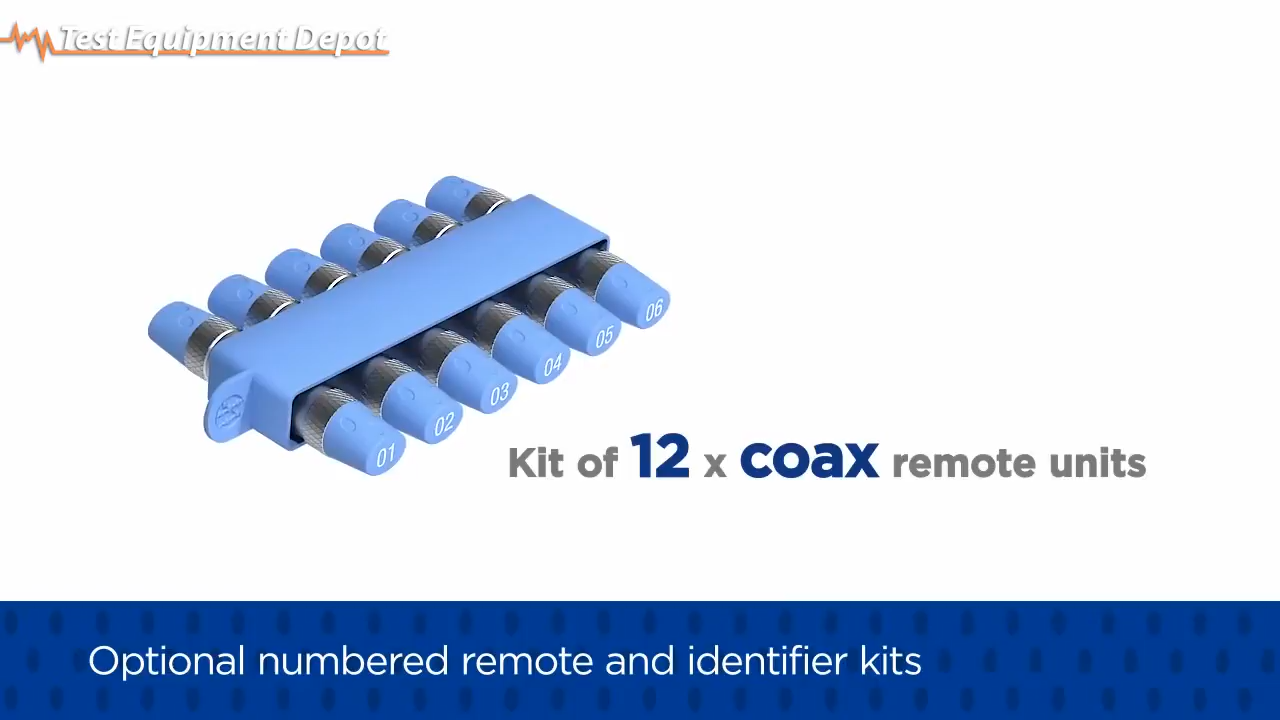 Test Equipment Depot
06
05
04
03
02
01
Kit of 12 x coax remote units
Optional numbered remote and identifier kits